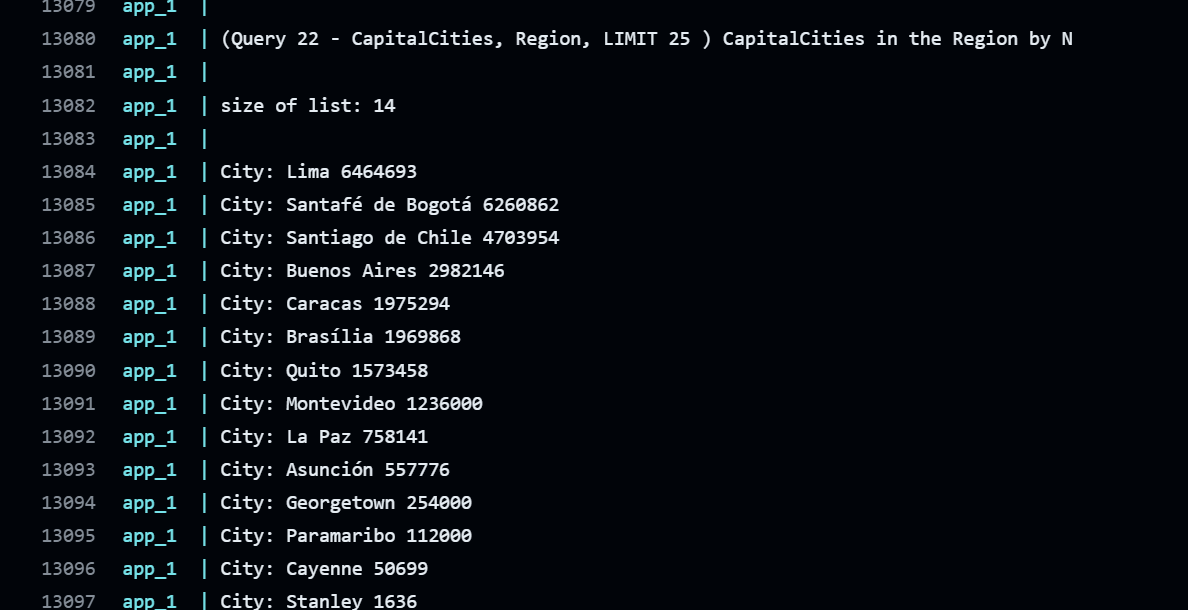 13079 app_1 |
13080 app_1 | (Query 22 - CapitalCities, Region, LIMIT 25 ) CapitalCities in the Region by N
13081 app_1 |
13082 app_1 | size of list: 14
13083 app_1 |
13084 app_1 | City: Lima 6464693
13085 app_1 | City: Santafé de Bogotá 6260862
13086 app_1 | City: Santiago de Chile 4703954
13087 app_1 | City: Buenos Aires 2982146
13088 app_1 | City: Caracas 1975294
13089 app_1 | City: Brasília 1969868
13090 app_1 | City: Quito 1573458
13091 app_1 | City: Montevideo 1236000
13092 app_1 | City: La Paz 758141
13093 app_1 | City: Asunción 557776
13094 app_1 | City: Georgetown 254000
13095 app_1 | City: Paramaribo 112000
13096 app_1 | City: Cayenne 50699
13097 app_1 | City: Stanley 1636